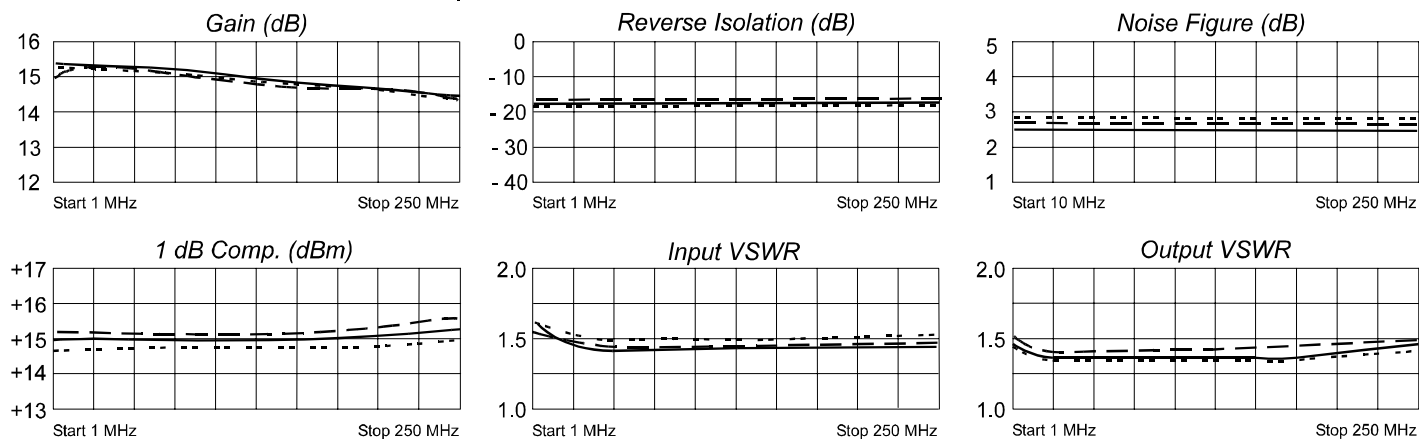 Gain (dB)
16
15
14
13
12
Start 1 MHz
Stop 250 MHz
Reverse Isolation (dB)
0
- 10
- 20
- 30
- 40
Start 1 MHz
Stop 250 MHz
Noise Figure (dB)
5
4
3
2
1
Start 10 MHz
Stop 250 MHz
1 dB Comp. (dBm)
+17
+16
+15
+14
+13
Start 1 MHz
Stop 250 MHz
Input VSWR
2.0
1.5
1.0
Start 1 MHz
Stop 250 MHz
Output VSWR
2.0
1.5
1.0
Start 1 MHz
Stop 250 MHz